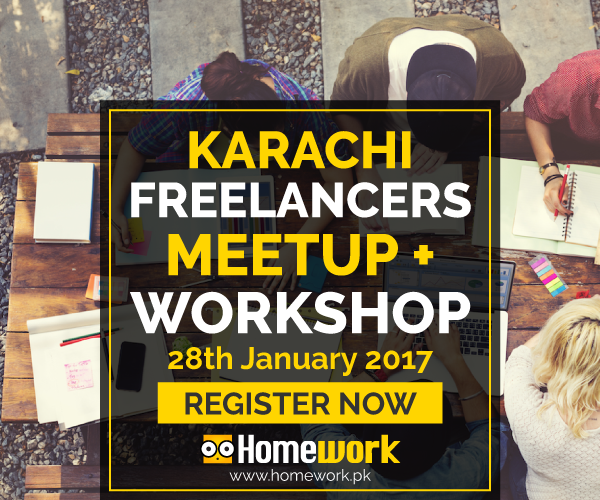 KARACHI
FREELANCERS
MEETUP +
WORKSHOP
28th January 2017
REGISTER NOW
Homework
www.homework.pk